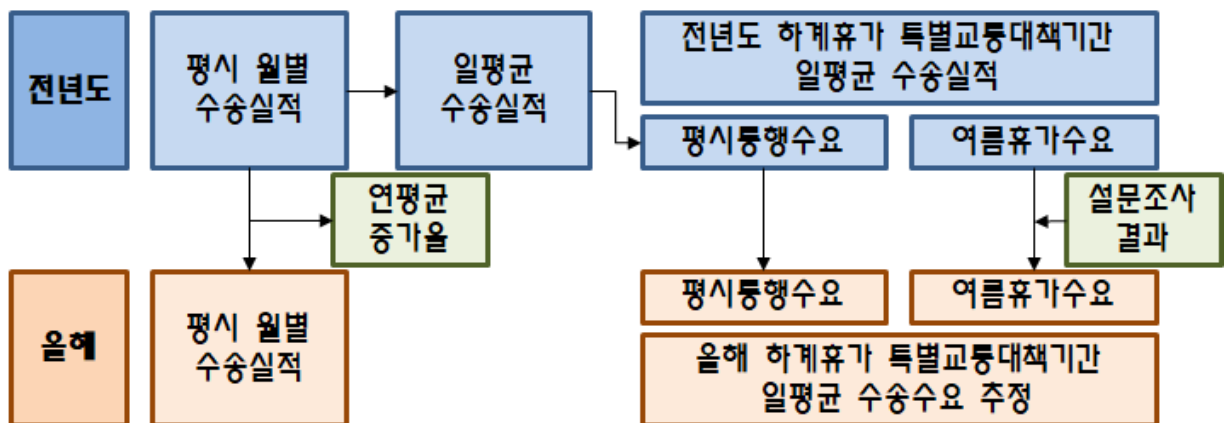 전년도
평시 월별
수송실적
일평균
수송실적
전년도 하계휴가 특별교통대책기간
일평균 수송실적
평시통행수요
여름휴가수요
연평균
증가율
설문조사
결과
올해
평시 월별
수송실적
평시통행수요
여름휴가수요
올해 하계휴가 특별교통대책기간
일평균 수송수요 추정